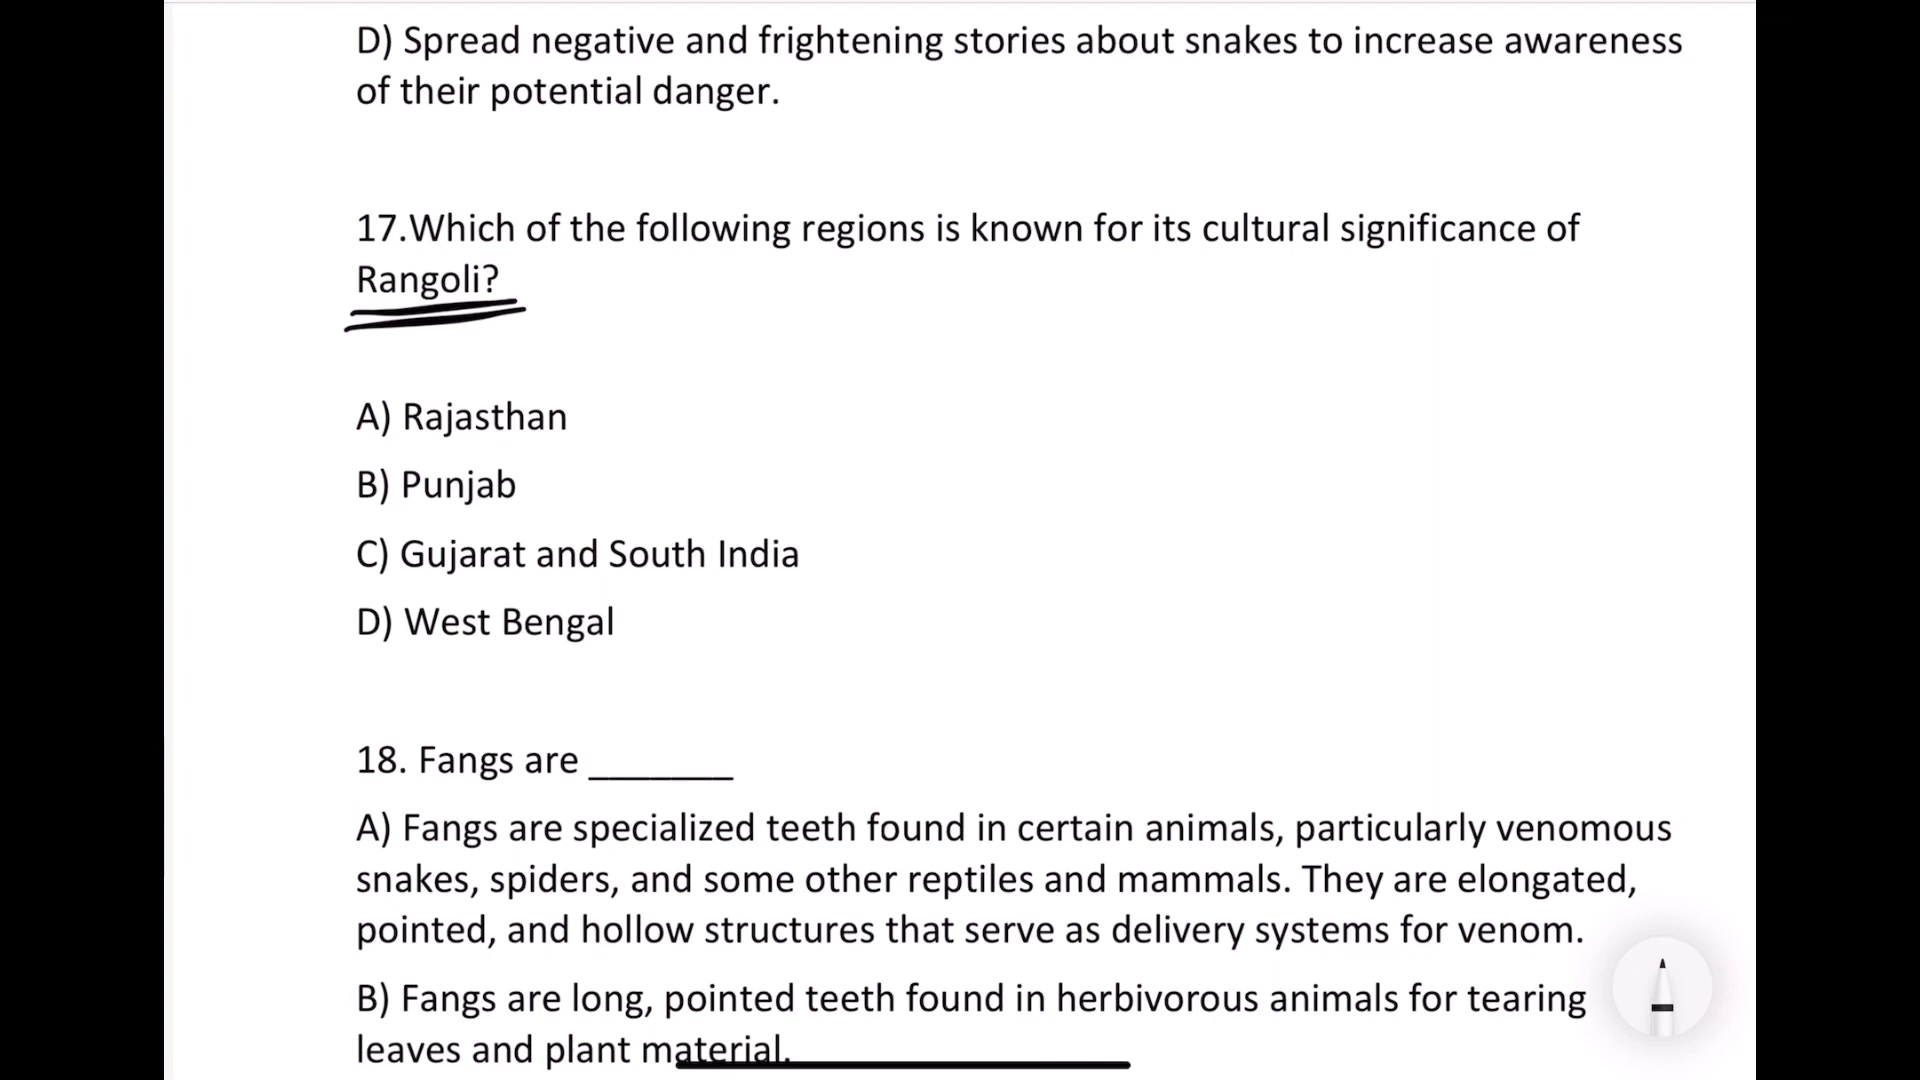 D) Spread negative and frightening stories about snakes to increase awareness
of their potential danger.
17.Which of the following regions is known for its cultural significance of
Rangoli?
A) Rajasthan
B) Punjab
C) Gujarat and South India
D) West Bengal
18. Fangs are _______
A) Fangs are specialized teeth found in certain animals, particularly venomous
snakes, spiders, and some other reptiles and mammals. They are elongated,
pointed, and hollow structures that serve as delivery systems for venom.
B) Fangs are long, pointed teeth found in herbivorous animals for tearing
leaves and plant material.